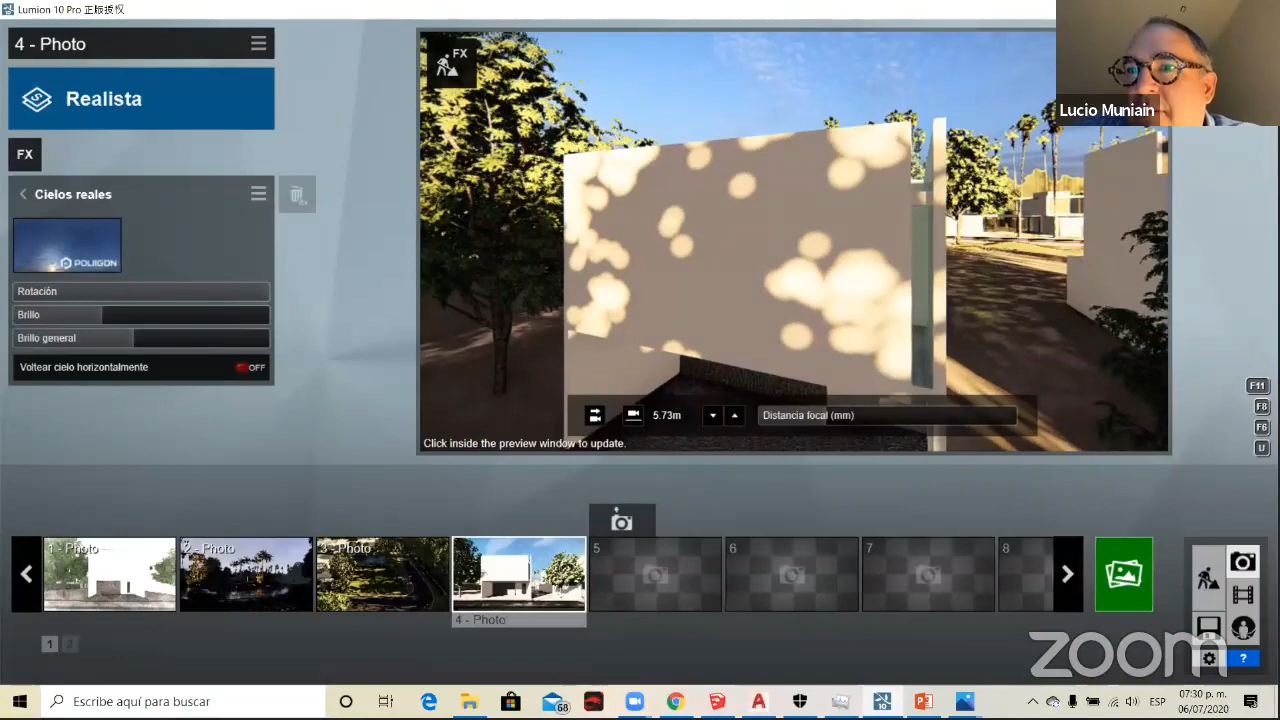 Lumion 10 Pro 正版授权
4 - Photo
Realista
FX
Cielos reales
POLIIGON
Rotación
Brillo
Brillo general
Voltear cielo horizontalmente
OFF
FX
Lucio Muniain
5.73m
Distancia focal (mm)
Click inside the preview window to update.
F11
F8
F6
U
1 - Photo
2 - Photo
3 - Photo
5
6
7
8
4 - Photo
1
2
zoom
?
Escribe aquí para buscar
68
10
ESP
07:30 p. m.
06/07/2020